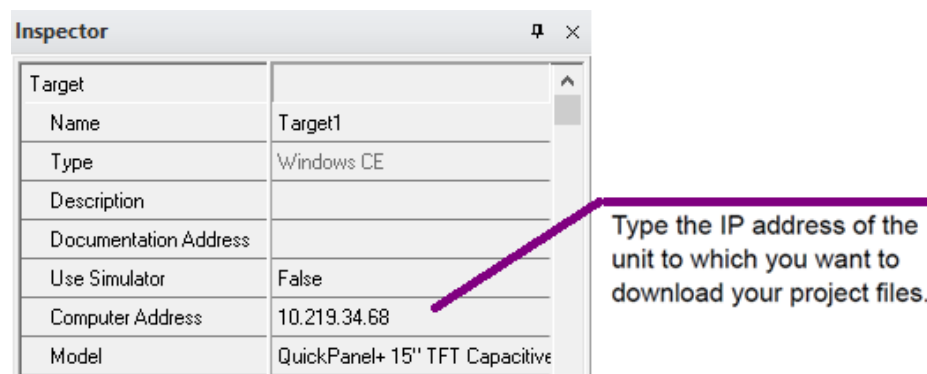 Inspector
Target
Name Target1
Type Windows CE
Description
Documentation Address
Use Simulator False
Computer Address 10.219.34.68
Model QuickPanel+ 15" TFT Capacitive
Type the IP address of the
unit to which you want to
download your project files.